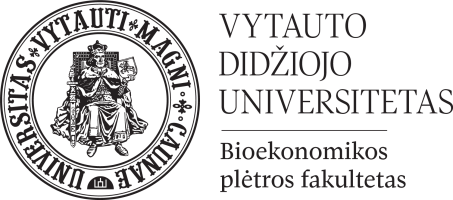 UNIVERSITAS VYTAUTI MAGNI CAUNAE
VYTAUTO
DIDŽIOJO
UNIVERSITETAS
Bioekonomikos
plėtros fakultetas